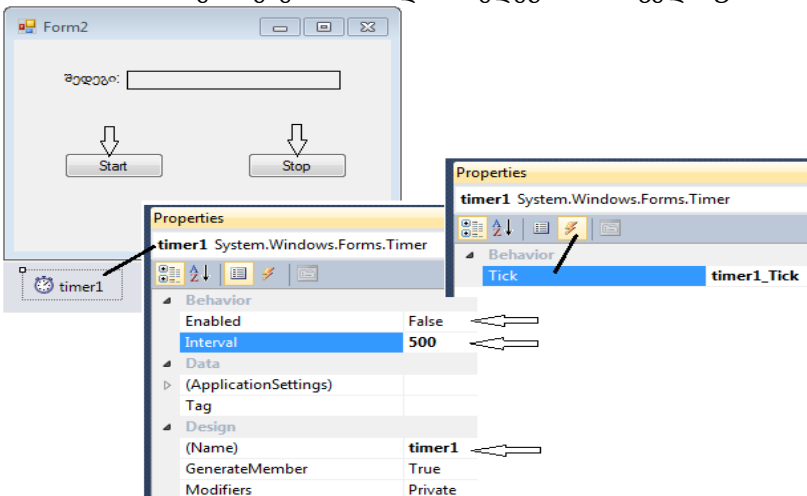 Form2
შედეგი:
Start
Stop
timer1
Properties
timer1 System.Windows.Forms.Timer
Behavior
Enabled False
Interval 500
Data
(ApplicationSettings)
Tag
Design
(Name) timer1
GenerateMember True
Modifiers Private
Properties
timer1 System.Windows.Forms.Timer
Behavior
Tick timer1_Tick